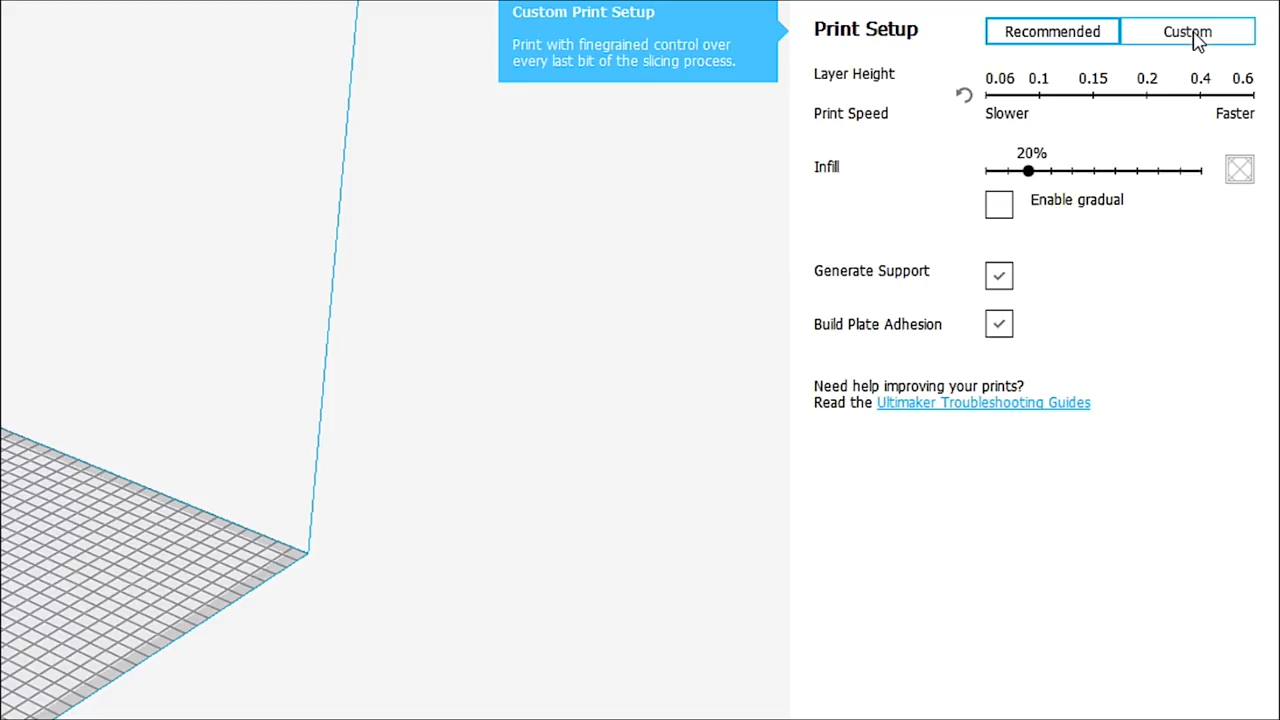 Custom Print Setup
Print with finegrained control over
every last bit of the slicing process.
Print Setup
Recommended
Custom
Layer Height
0.06 0.1 0.15 0.2 0.4 0.6
Print Speed
Slower
Faster
20%
Infill
Enable gradual
Generate Support
Build Plate Adhesion
Need help improving your prints?
Read the Ultimaker Troubleshooting Guides